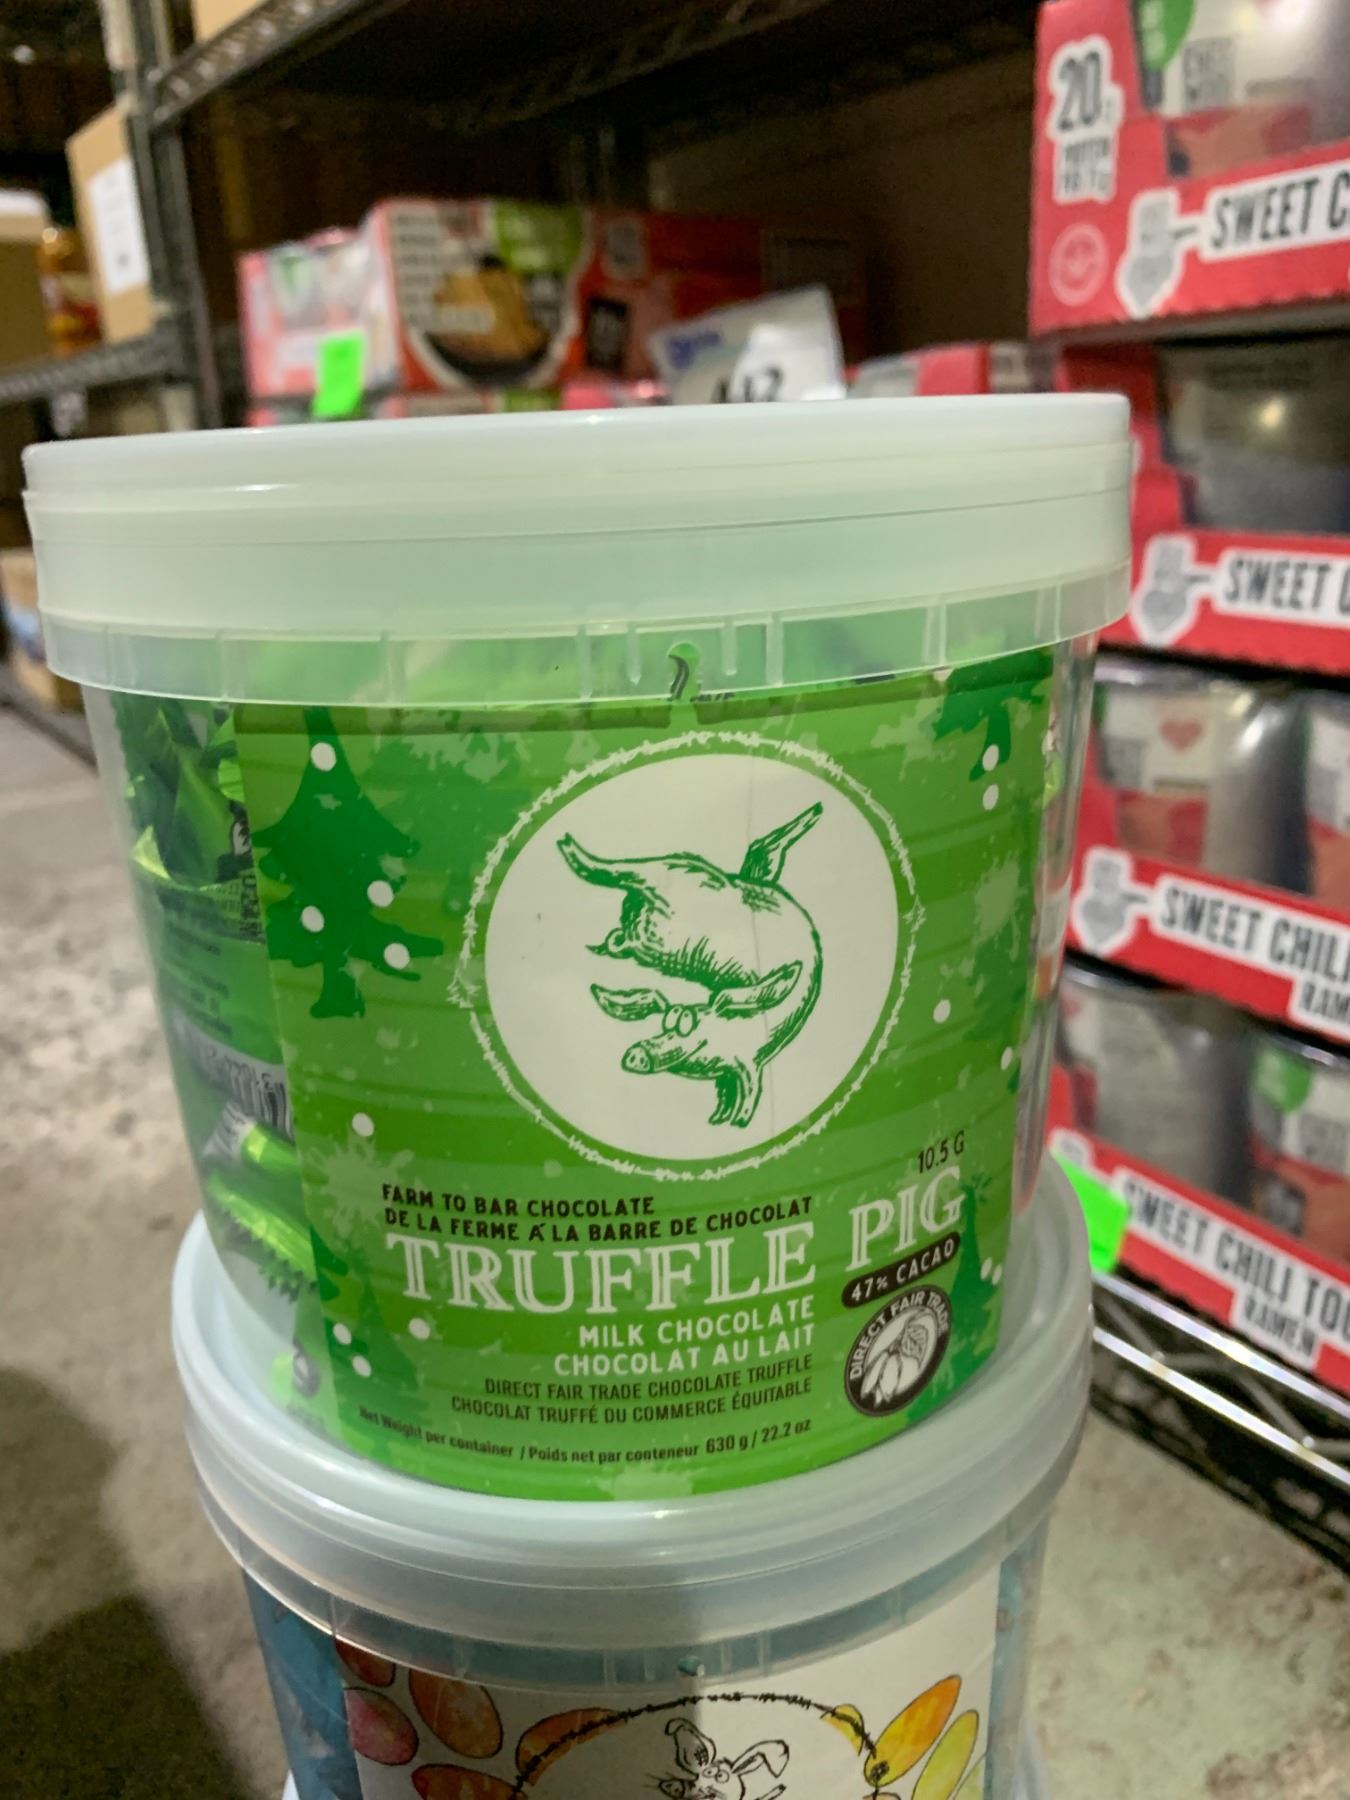 10.5 G
FARM TO BAR CHOCOLATE
DE LA FERME À LA BARRE DE CHOCOLAT
TRUFFLE PIG
47% CACAO
MILK CHOCOLATE
CHOCOLAT AU LAIT
DIRECT FAIR TRADE
DIRECT FAIR TRADE CHOCOLATE TRUFFLE
CHOCOLAT TRUFFÉ DU COMMERCE ÉQUITABLE
Net Weight per container / Poids net par conteneur 630 g / 22.2 oz
20
SWEET C
SWEET C
SWEET CHILI
RAM
SWEET CHILI TO
RAMEN